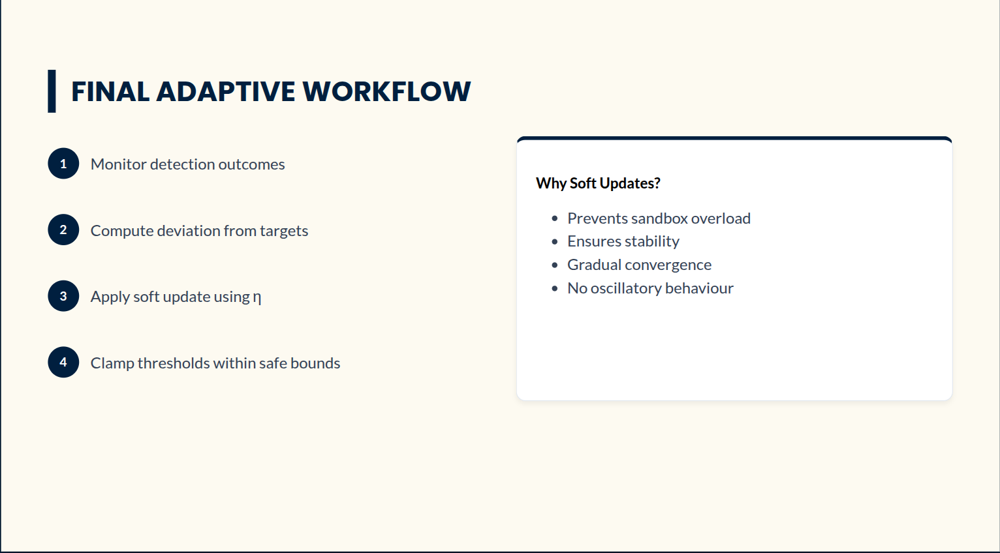 FINAL ADAPTIVE WORKFLOW
1 Monitor detection outcomes
2 Compute deviation from targets
3 Apply soft update using η
4 Clamp thresholds within safe bounds
Why Soft Updates?
• Prevents sandbox overload
• Ensures stability
• Gradual convergence
• No oscillatory behaviour